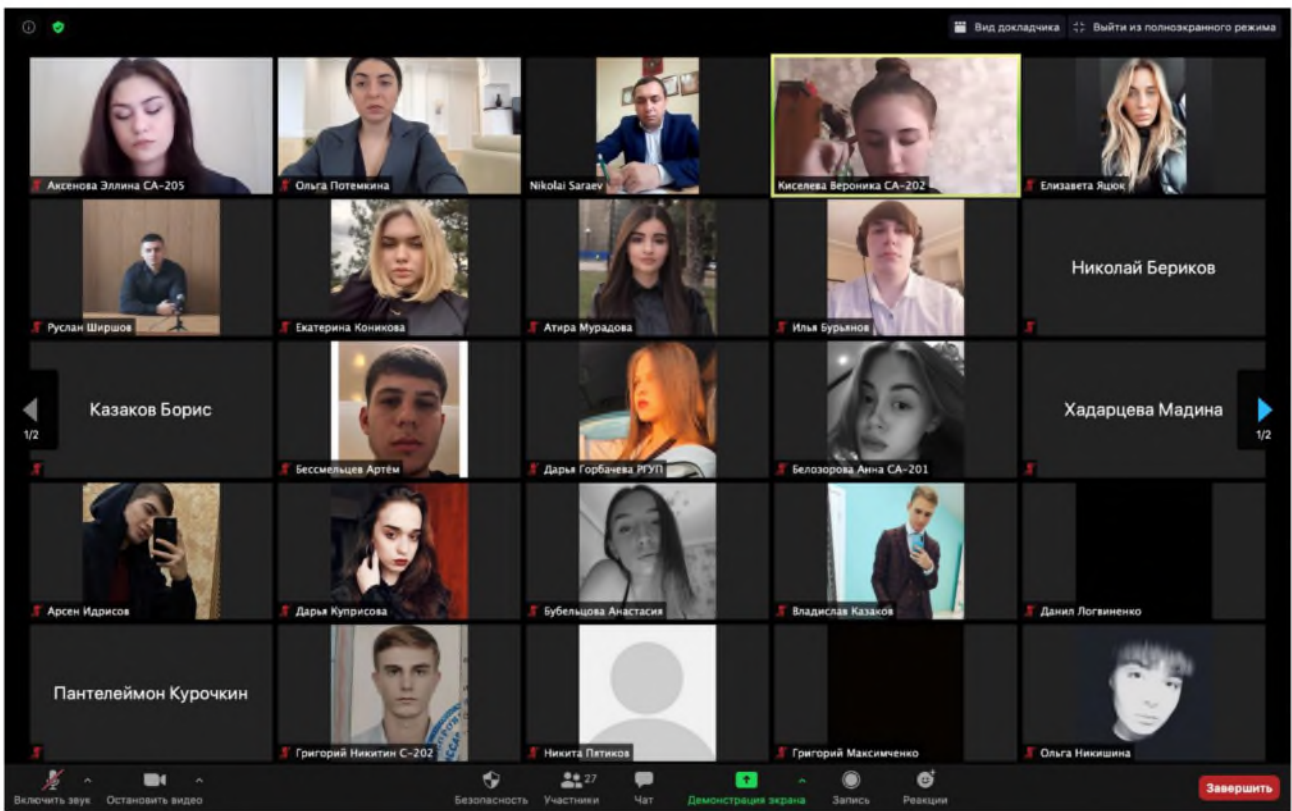 Вид докладчика
Выйти из полноэкранного режима
Аксенова Эллина СА-205
Ольга Потемкина
Nikolai Saraev
Киселева Вероника СА-202
Елизавета Яцюк
Руслан Ширшов
Екатерина Коникова
Атира Мурадова
Илья Бурьянов
Николай Бериков
Казаков Борис
Бессмельцев Артём
Дарья Горбачева РГУП
Белозорова Анна СА-201
Хадарцева Мадина
1/2
1/2
Арсен Идрисов
Дарья Куприсова
Бубельцова Анастасия
Владислав Казаков
Данил Логвиненко
Пантелеймон Курочкин
Григорий Никитин С-202
Никита Пятиков
Григорий Максимченко
Ольга Никишина
Включить звук
Остановить видео
Безопасность
Участники
27
Чат
Демонстрация экрана
Запись
Реакции
Завершить